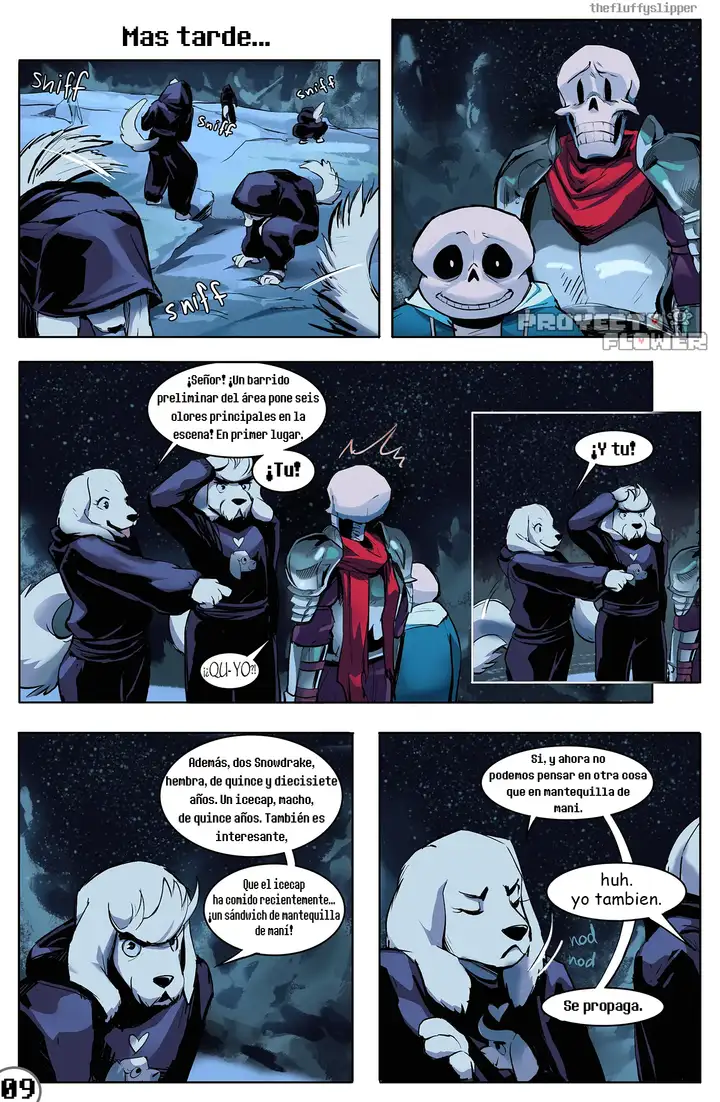 thefluffyslipper
Mas tarde...
sniff
sniff
sniff
sniff
PROYECTO
FLOWER
¡Señor! ¡Un barrido
preliminar del área pone seis
olores principales en la
escena! En primer lugar,
¡Tu!
¡¿QU-YO?!
¡Y tu!
Además, dos Snowdrake,
hembra, de quince y diecisiete
años. Un icecap, macho,
de quince años. También es
interesante,
Que el icecap
ha comido recientemente...
¡un sándwich de mantequilla
de maní!
Si, y ahora no
podemos pensar en otra cosa
que en mantequilla de
mani.
huh.
yo tambien.
nod
nod
Se propaga.
09